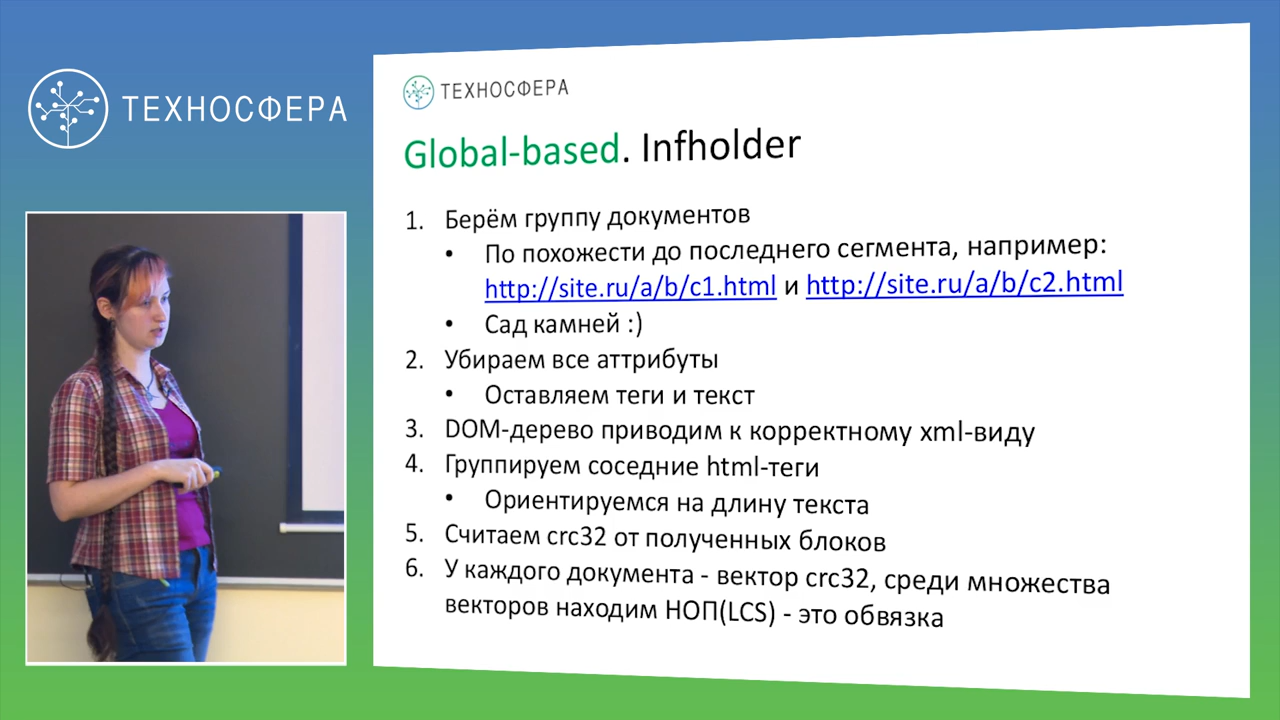 ТЕХНОСФЕРА
ТЕХНОСФЕРА
Global-based. Infholder
1. Берём группу документов
• По похожести до последнего сегмента, например:
http://site.ru/a/b/c1.html и http://site.ru/a/b/c2.html
• Сад камней :)
2. Убираем все аттрибуты
• Оставляем теги и текст
3. DOM-дерево приводим к корректному xml-виду
4. Группируем соседние html-теги
• Ориентируемся на длину текста
5. Считаем crc32 от полученных блоков
6. У каждого документа - вектор crc32, среди множества
векторов находим НОП(LCS) - это обвязка